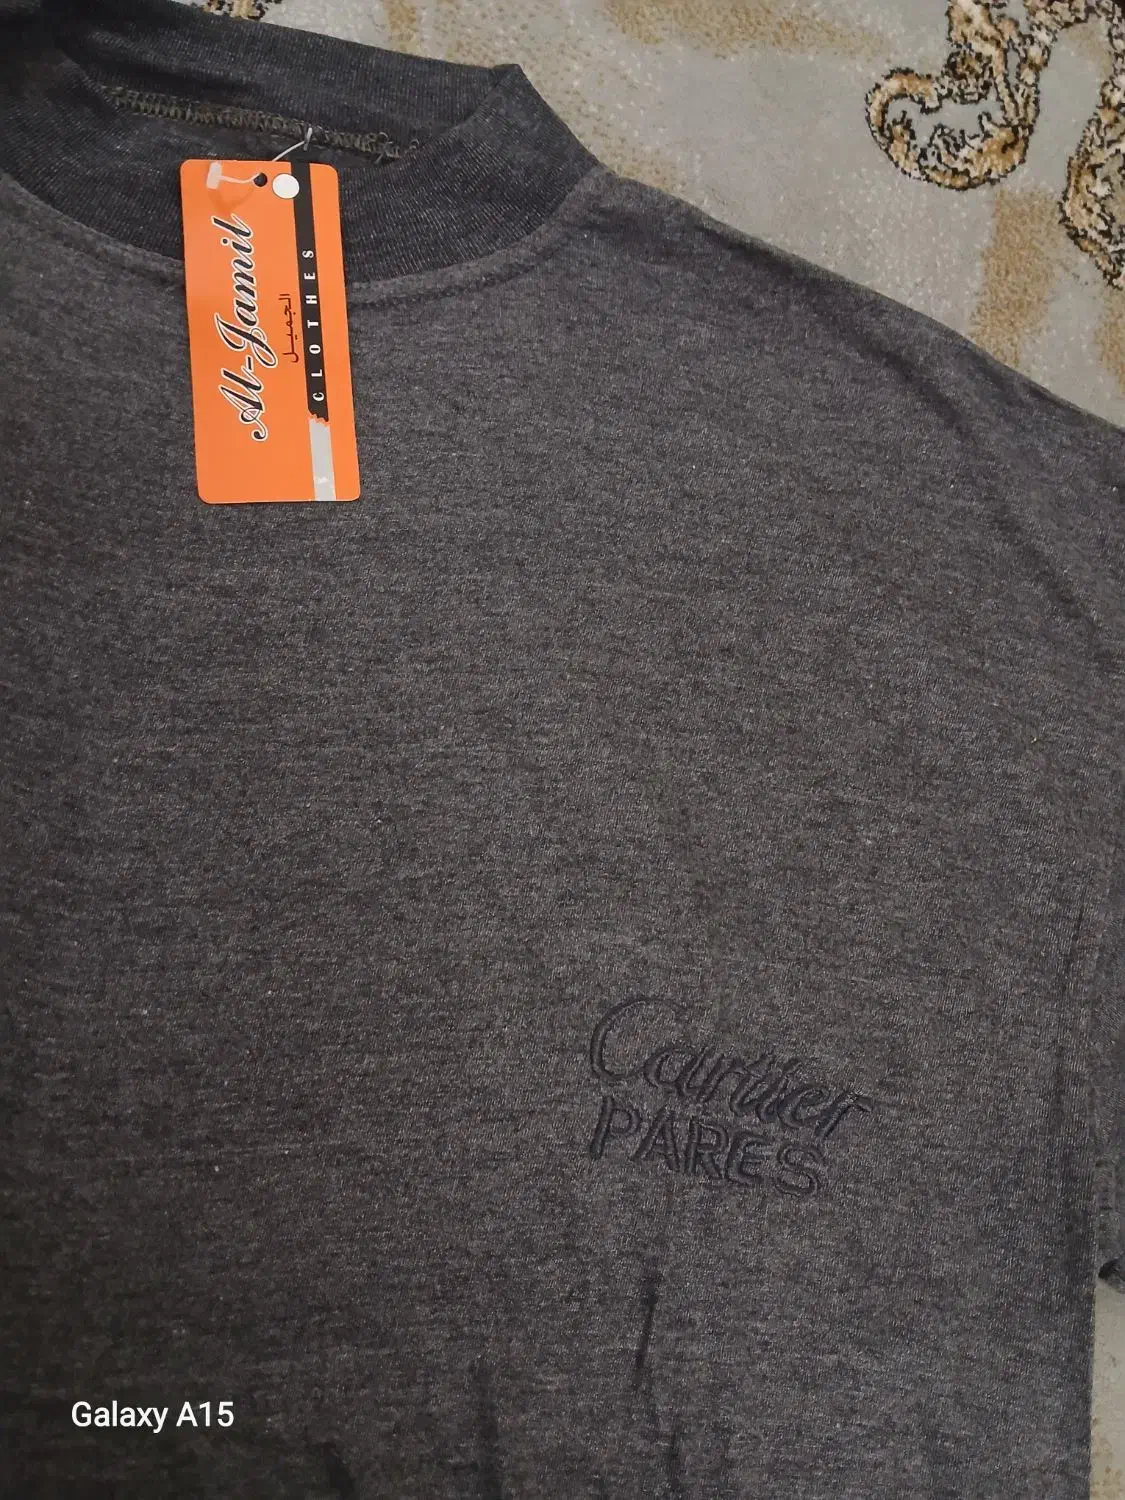 Al-Jamil
الجميل
CLOTHES
Cartier
PARES
Galaxy A15